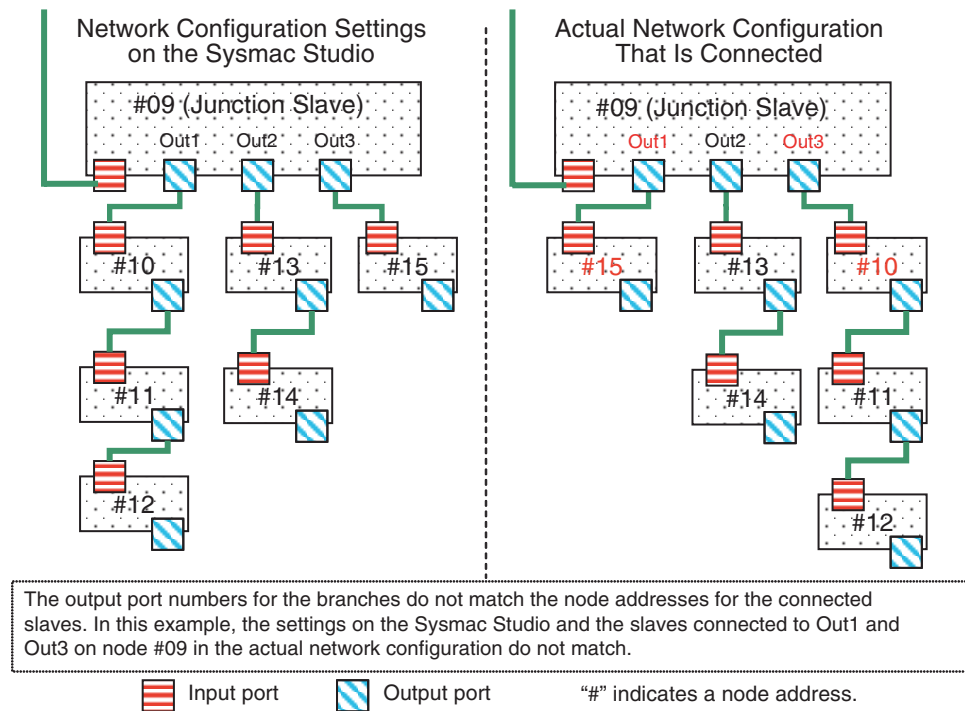 Network Configuration Settings
on the Sysmac Studio
#09 (Junction Slave)
Out1 Out2 Out3
#10 #13 #15
#11 #14
#12
Actual Network Configuration
That Is Connected
#09 (Junction Slave)
Out1 Out2 Out3
#15 #13 #10
#14 #11
#12
The output port numbers for the branches do not match the node addresses for the connected
slaves. In this example, the settings on the Sysmac Studio and the slaves connected to Out1 and
Out3 on node #09 in the actual network configuration do not match.
Input port Output port “#” indicates a node address.